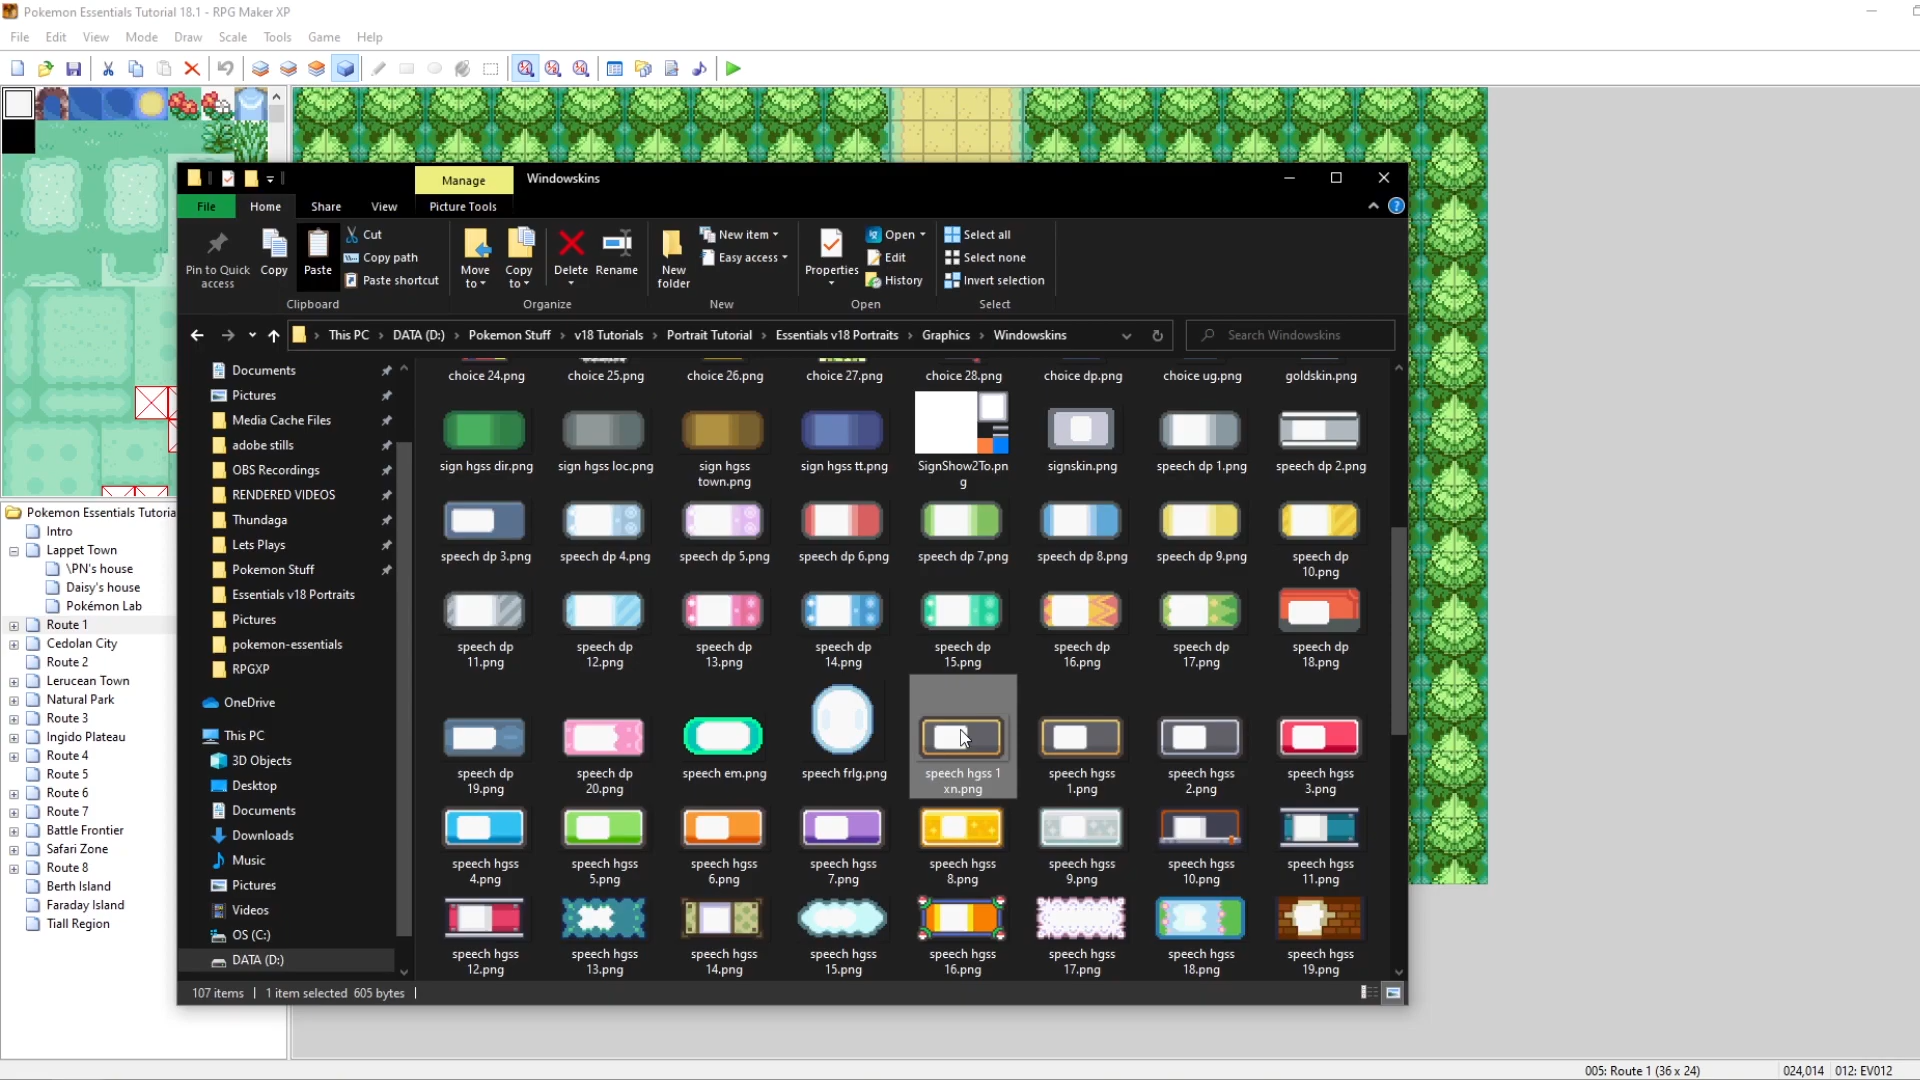 Pokemon Essentials Tutorial 18.1 - RPG Maker XP
File Edit View Mode Draw Scale Tools Game Help
Manage
Windowskins
File Home Share View Picture Tools
Pin to Quick access
Copy
Paste
Cut
Copy path
Paste shortcut
Clipboard
Move to
Copy to
Delete
Rename
Organize
New folder
New item
Easy access
New
Properties
Open
Edit
History
Open
Select all
Select none
Invert selection
Select
This PC > DATA (D:) > Pokemon Stuff > v18 Tutorials > Portrait Tutorial > Essentials v18 Portraits > Graphics > Windowskins
Search Windowskins
Documents
Pictures
Media Cache Files
adobe stills
OBS Recordings
RENDERED VIDEOS
Thundaga
Lets Plays
Pokemon Stuff
Essentials v18 Portraits
Pictures
pokemon-essentials
RPGXP
OneDrive
This PC
3D Objects
Desktop
Documents
Downloads
Music
Pictures
Videos
OS (C:)
DATA (D:)
choice 24.png
choice 25.png
choice 26.png
choice 27.png
choice 28.png
choice dp.png
choice ug.png
goldskin.png
sign hgss dir.png
sign hgss loc.png
sign hgss
town.png
sign hgss tt.png
SignShow2To.pn
g
signskin.png
speech dp 1.png
speech dp 2.png
speech dp 3.png
speech dp 4.png
speech dp 5.png
speech dp 6.png
speech dp 7.png
speech dp 8.png
speech dp 9.png
speech dp
10.png
speech dp
11.png
speech dp
12.png
speech dp
13.png
speech dp
14.png
speech dp
15.png
speech dp
16.png
speech dp
17.png
speech dp
18.png
speech dp
19.png
speech dp
20.png
speech em.png
speech frlg.png
speech hgss 1
xn.png
speech hgss
1.png
speech hgss
2.png
speech hgss
3.png
speech hgss
4.png
speech hgss
5.png
speech hgss
6.png
speech hgss
7.png
speech hgss
8.png
speech hgss
9.png
speech hgss
10.png
speech hgss
11.png
speech hgss
12.png
speech hgss
13.png
speech hgss
14.png
speech hgss
15.png
speech hgss
16.png
speech hgss
17.png
speech hgss
18.png
speech hgss
19.png
107 items | 1 item selected 605 bytes |
Pokemon Essentials Tutoria
Intro
Lappet Town
\PN's house
Daisy's house
Pokémon Lab
Route 1
Cedolan City
Route 2
Lerucean Town
Natural Park
Route 3
Ingido Plateau
Route 4
Route 5
Route 6
Route 7
Battle Frontier
Safari Zone
Route 8
Berth Island
Faraday Island
Tiall Region
005: Route 1 (36 x 24)
024,014
012: EV012